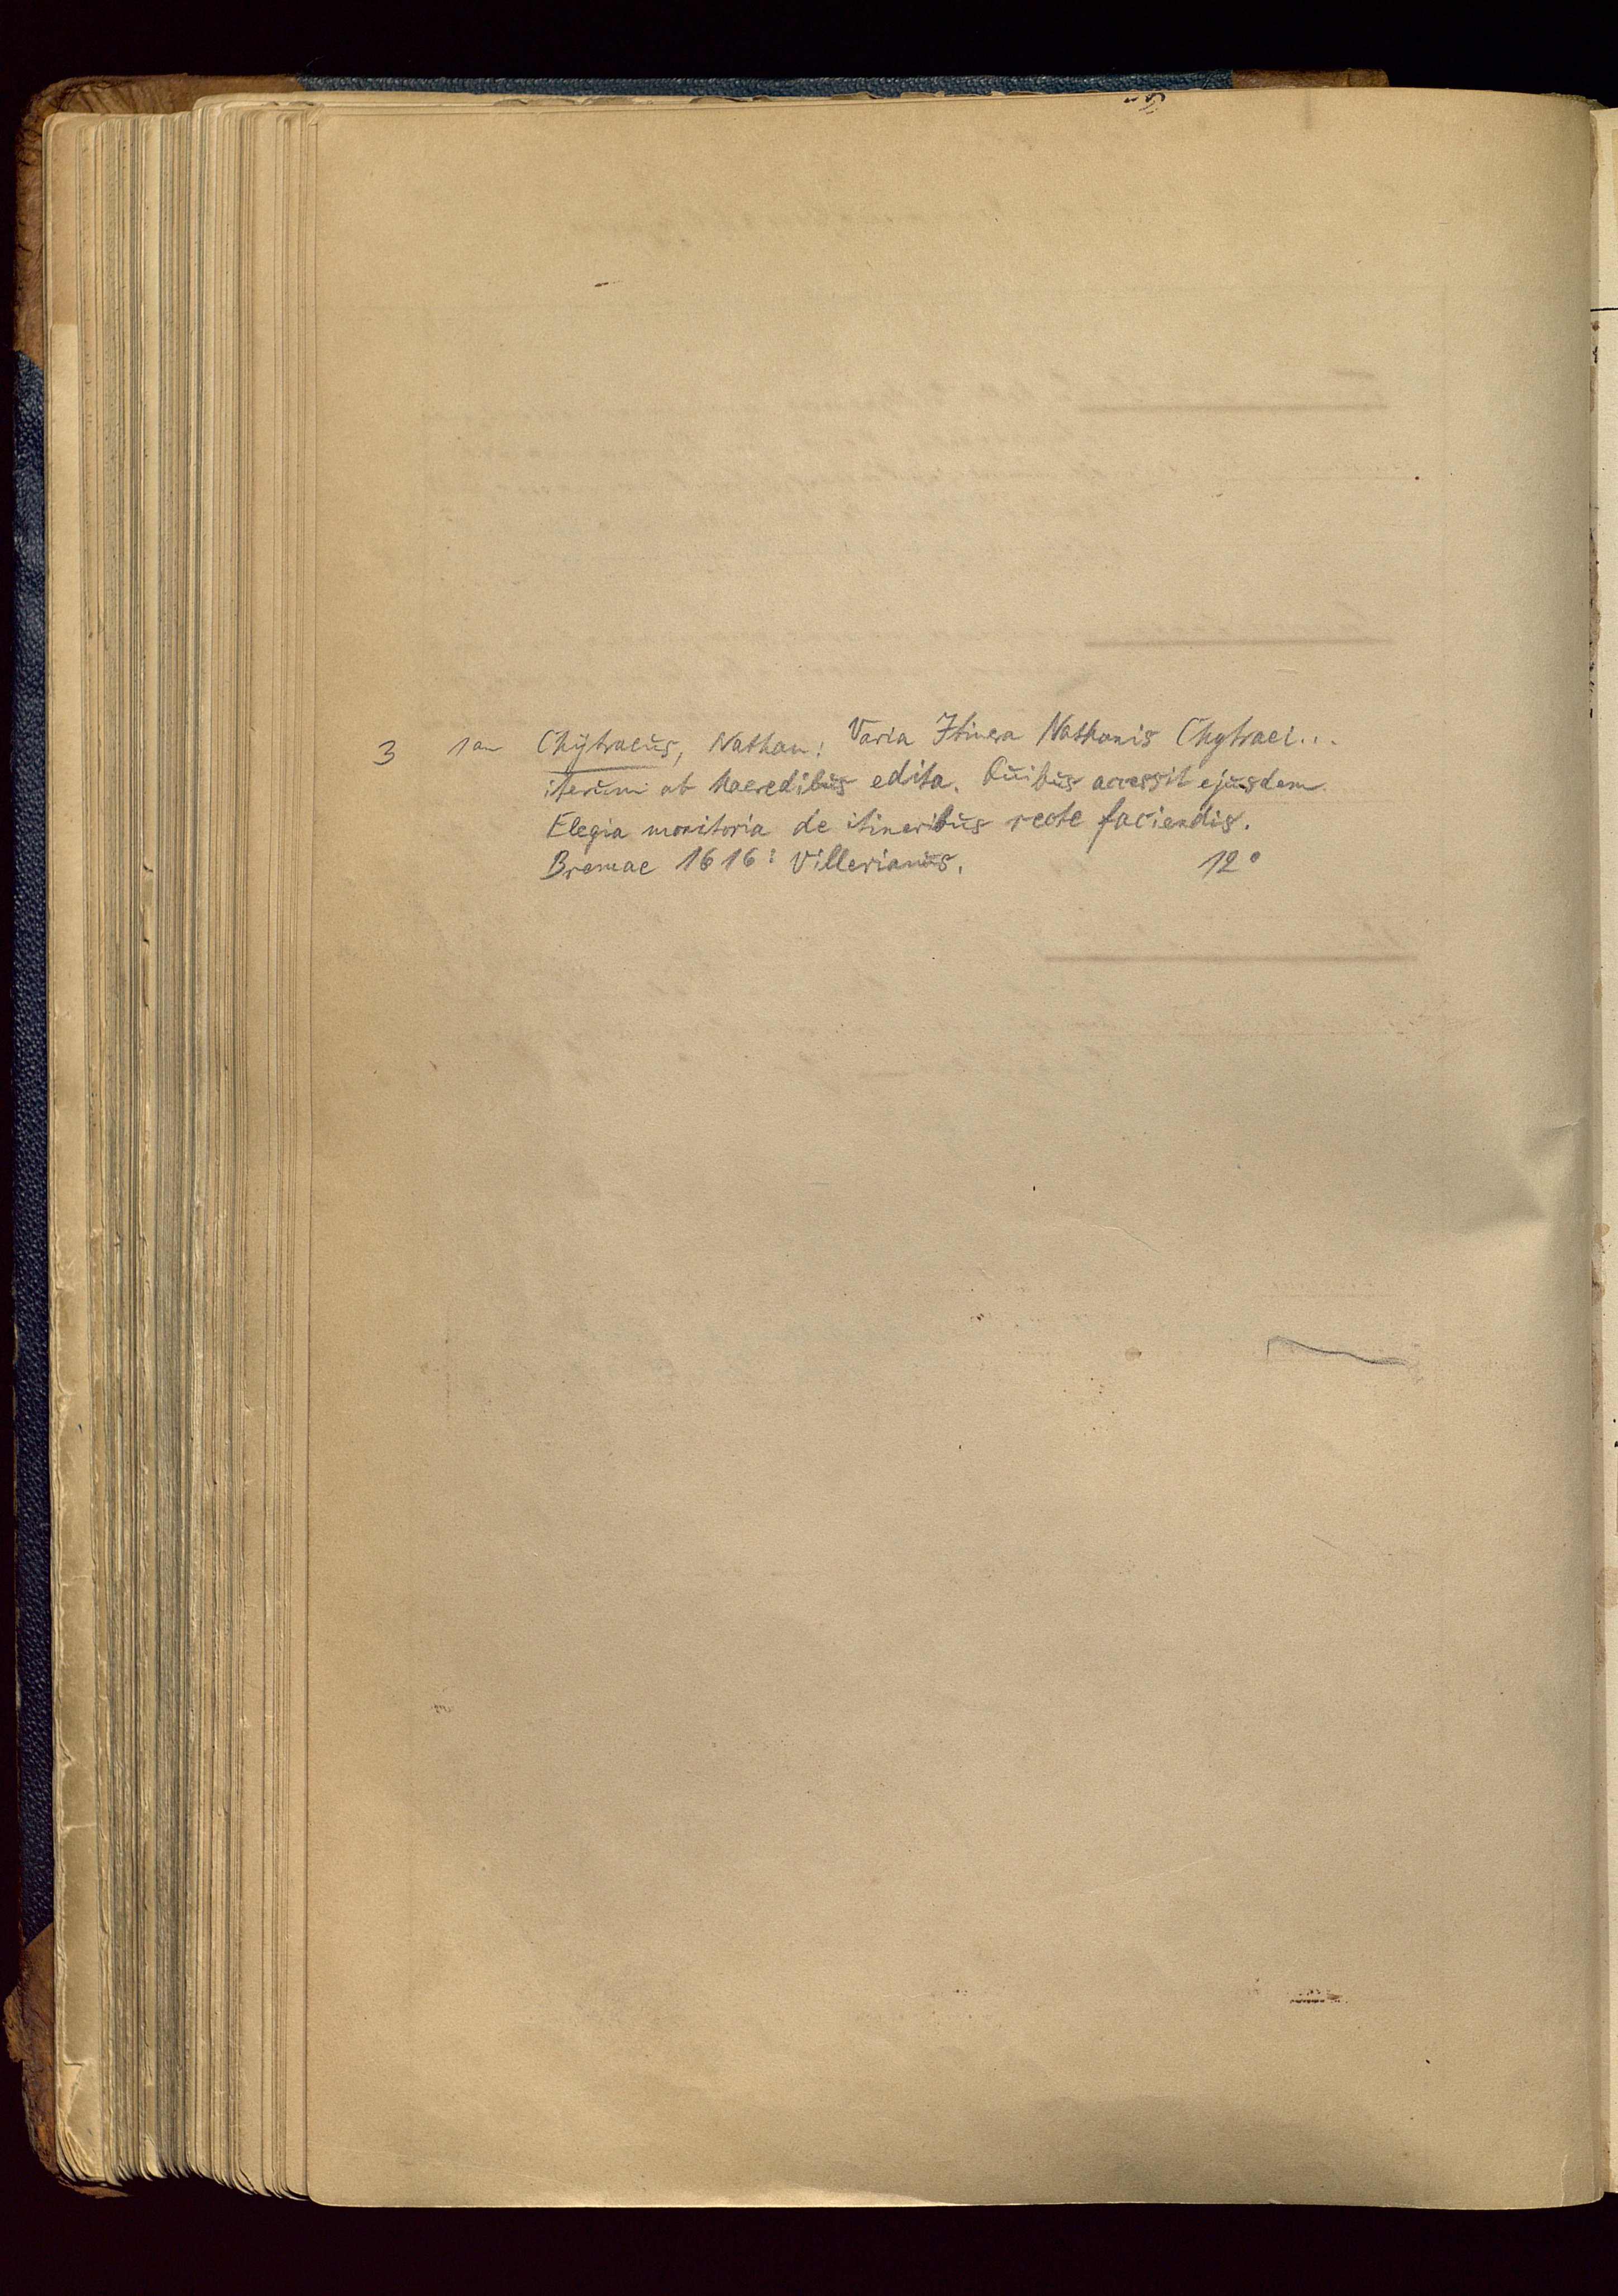 3 1an Chytraeus, Nathan: Varia Itinera Nathanis Chytraei...
iterum ab haeredibus edita. Quibus accessit ejusdem
Elegia monitoria de itineribus recte faciendis.
Bremae 1616: Villerianus. 12°